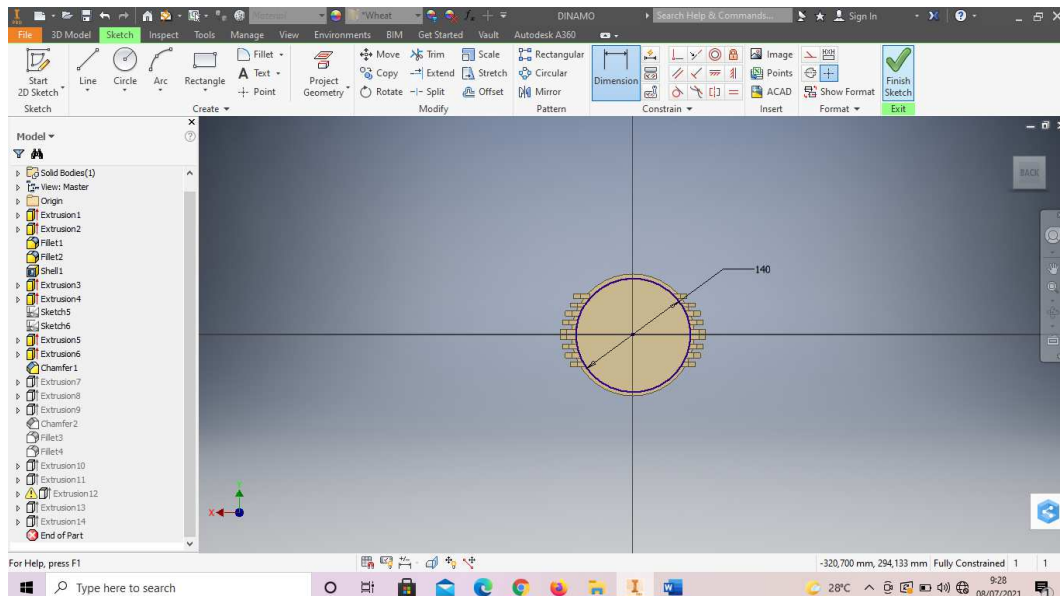 *Wheat
DINAMO
Search Help & Commands...
Sign In
File 3D Model Sketch Inspect Tools Manage View Environments BIM Get Started Vault Autodesk A360
Start
2D Sketch
Line
Circle
Arc
Rectangle
Fillet
A Text
Point
Project
Geometry
Move
Copy
Rotate
Trim
Extend
Split
Scale
Stretch
Offset
Rectangular
Circular
Mirror
Dimension
Image
Points
ACAD
Show Format
Finish
Sketch
Sketch
Create
Modify
Pattern
Constrain
Insert
Format
Exit
Model
Solid Bodies(1)
View: Master
Origin
Extrusion1
Extrusion2
Fillet1
Fillet2
Shell1
Extrusion3
Extrusion4
Sketch5
Sketch6
Extrusion5
Extrusion6
Chamfer1
Extrusion7
Extrusion8
Extrusion9
Chamfer2
Fillet3
Fillet4
Extrusion10
Extrusion11
Extrusion12
Extrusion13
Extrusion14
End of Part
140
BACK
X
For Help, press F1
-320,700 mm, 294,133 mm Fully Constrained 1 1
Type here to search
28°C
9:28
08/07/2021